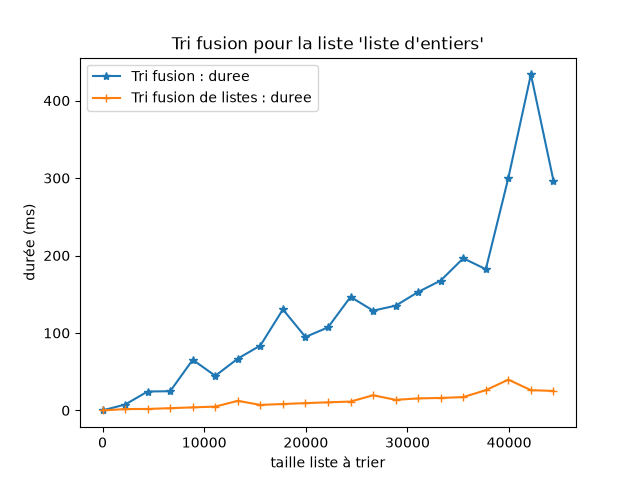 Tri fusion pour la liste 'liste d'entiers'
Tri fusion : duree
Tri fusion de listes : duree
400
300
200
100
0
durée (ms)
0 10000 20000 30000 40000
taille liste à trier